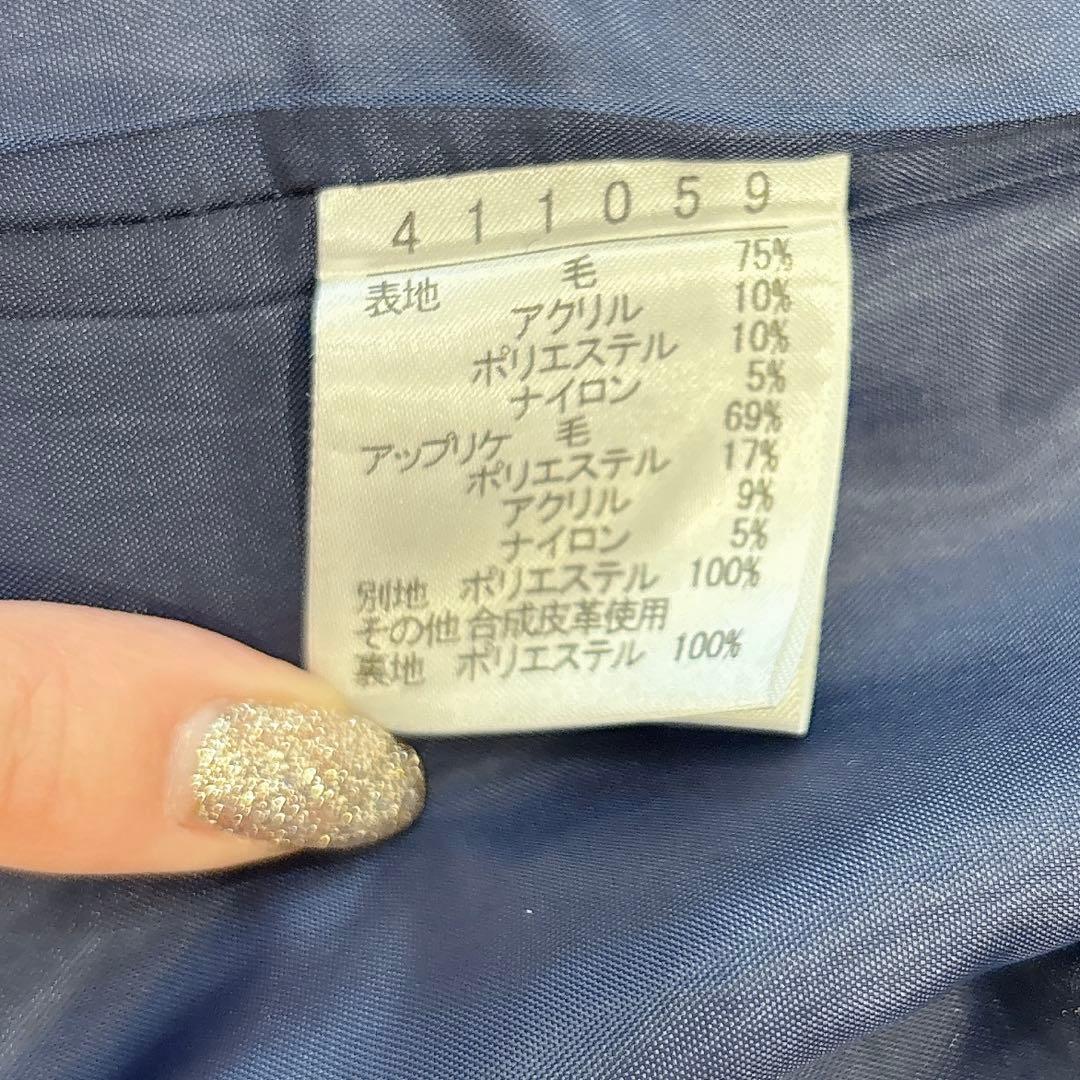 411059
表地 毛 75%
アクリル 10%
ポリエステル 10%
ナイロン 5%
アップリケ 毛 69%
ポリエステル 17%
アクリル 9%
ナイロン 5%
別地 ポリエステル 100%
その他 合成皮革使用
裏地 ポリエステル 100%